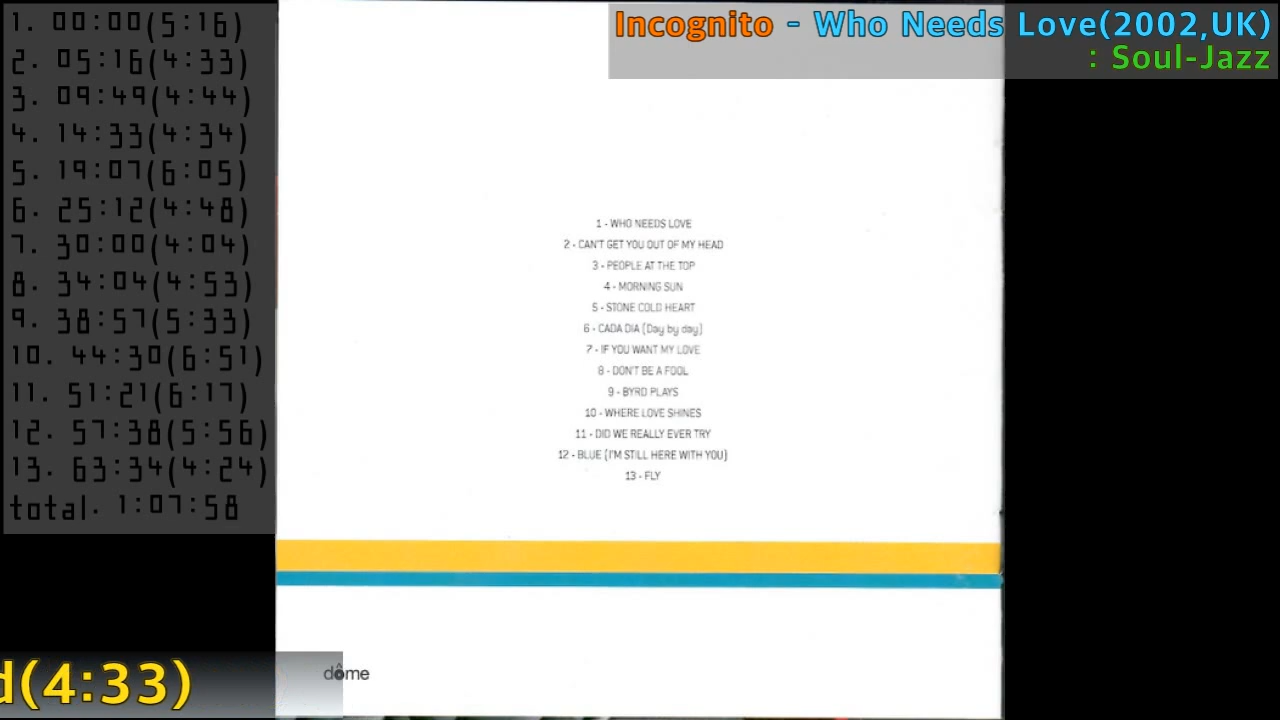 1. 00:00(5:16)
2. 05:16(4:33)
3. 09:49(4:44)
4. 14:33(4:34)
5. 19:07(6:05)
6. 25:12(4:48)
7. 30:00(4:04)
8. 34:04(4:53)
9. 38:57(5:33)
10. 44:30(6:51)
11. 51:21(6:17)
12. 57:38(5:56)
13. 63:34(4:24)
total. 1:07:58
Incognito - Who Needs Love(2002,UK)
: Soul-Jazz
1 - WHO NEEDS LOVE
2 - CAN'T GET YOU OUT OF MY HEAD
3 - PEOPLE AT THE TOP
4 - MORNING SUN
5 - STONE COLD HEART
6 - CADA DIA (Day by day)
7 - IF YOU WANT MY LOVE
8 - DON'T BE A FOOL
9 - BYRD PLAYS
10 - WHERE LOVE SHINES
11 - DID WE REALLY EVER TRY
12 - BLUE (I'M STILL HERE WITH YOU)
13 - FLY
d(4:33)
dôme